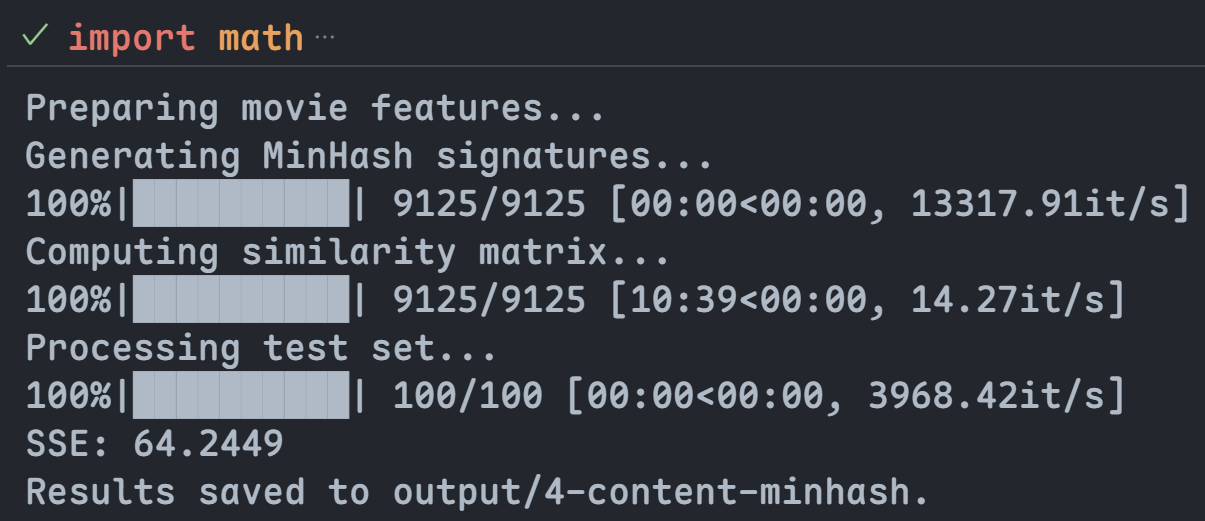 ✓ import math ...
Preparing movie features...
Generating MinHash signatures...
100%|██████████| 9125/9125 [00:00<00:00, 13317.91it/s]
Computing similarity matrix...
100%|██████████| 9125/9125 [10:39<00:00, 14.27it/s]
Processing test set...
100%|██████████| 100/100 [00:00<00:00, 3968.42it/s]
SSE: 64.2449
Results saved to output/4-content-minhash.